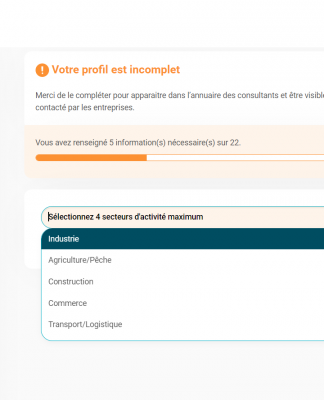 Votre profil est incomplet
Merci de le compléter pour apparaitre dans l'annuaire des consultants et être
contacté par les entreprises.
Vous avez renseigné 5 information(s) nécessaire(s) sur 22.
Sélectionnez 4 secteurs d'activité maximum
Industrie
Agriculture/Pêche
Construction
Commerce
Transport/Logistique